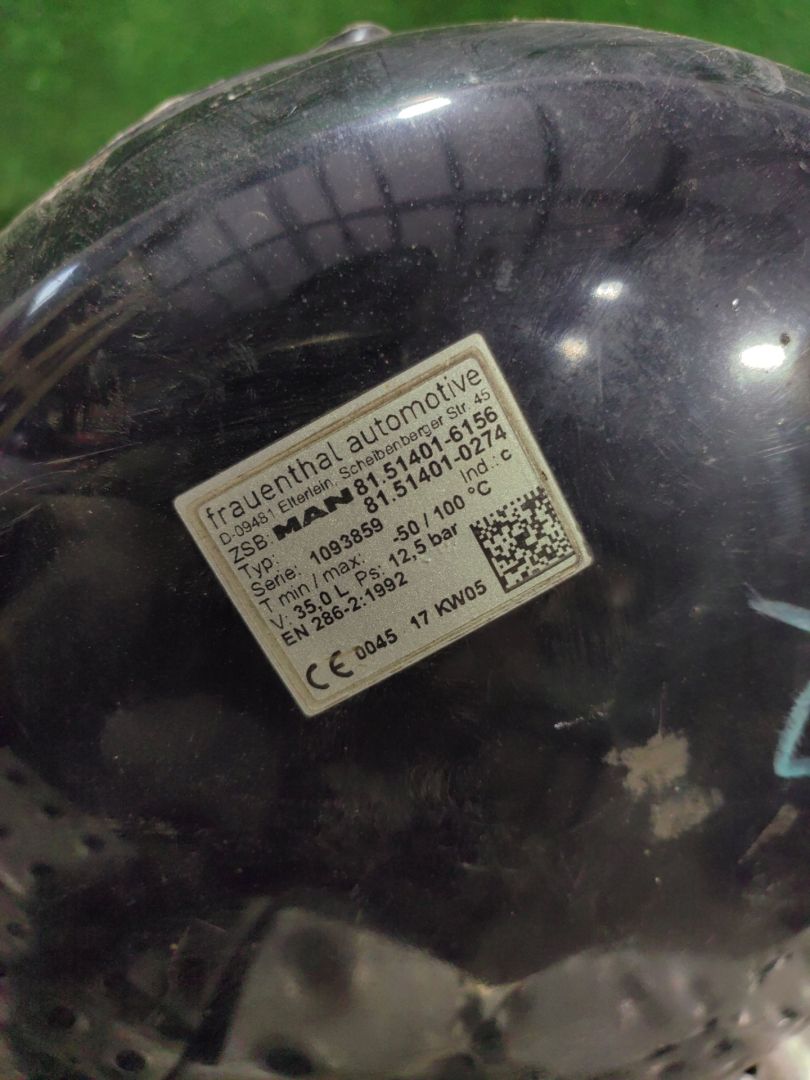 frauenthal automotive
D-09481 Elterlein, Scheibenberger Str. 45
ZSB: MAN 81.51401-6156
Typ: 81.51401-0274
Serie: 1093859 Ind.: c
T min / max: -50 / 100 °C
V: 35,0 L Ps: 12,5 bar
EN 286-2:1992
CE 0045 17 KW05